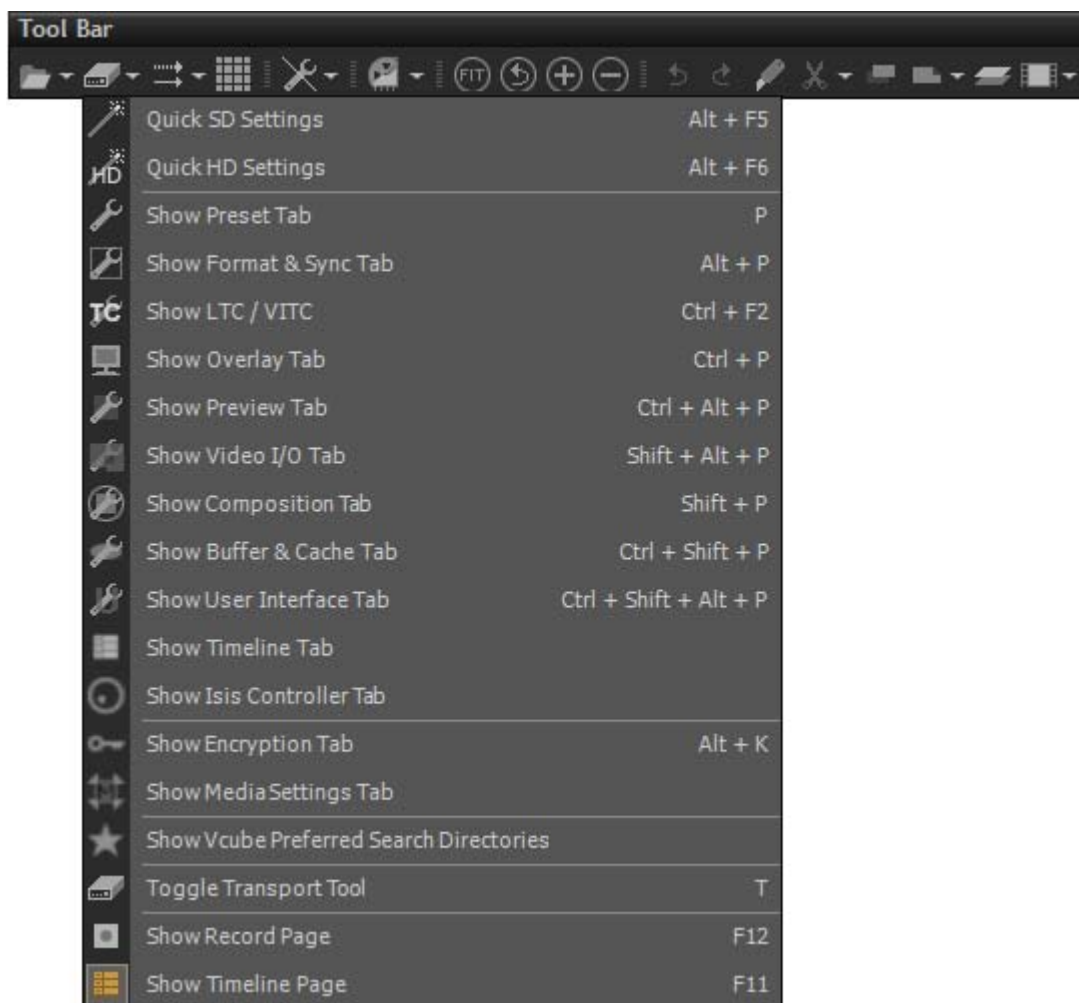 Tool Bar
FIT
Quick SD Settings Alt + F5
HD Quick HD Settings Alt + F6
Show Preset Tab P
Show Format & Sync Tab Alt + P
TC Show LTC / VITC Ctrl + F2
Show Overlay Tab Ctrl + P
Show Preview Tab Ctrl + Alt + P
Show Video I/O Tab Shift + Alt + P
Show Composition Tab Shift + P
Show Buffer & Cache Tab Ctrl + Shift + P
Show User Interface Tab Ctrl + Shift + Alt + P
Show Timeline Tab
Show Isis Controller Tab
Show Encryption Tab Alt + K
Show Media Settings Tab
Show Vcube Preferred Search Directories
Toggle Transport Tool T
Show Record Page F12
Show Timeline Page F11